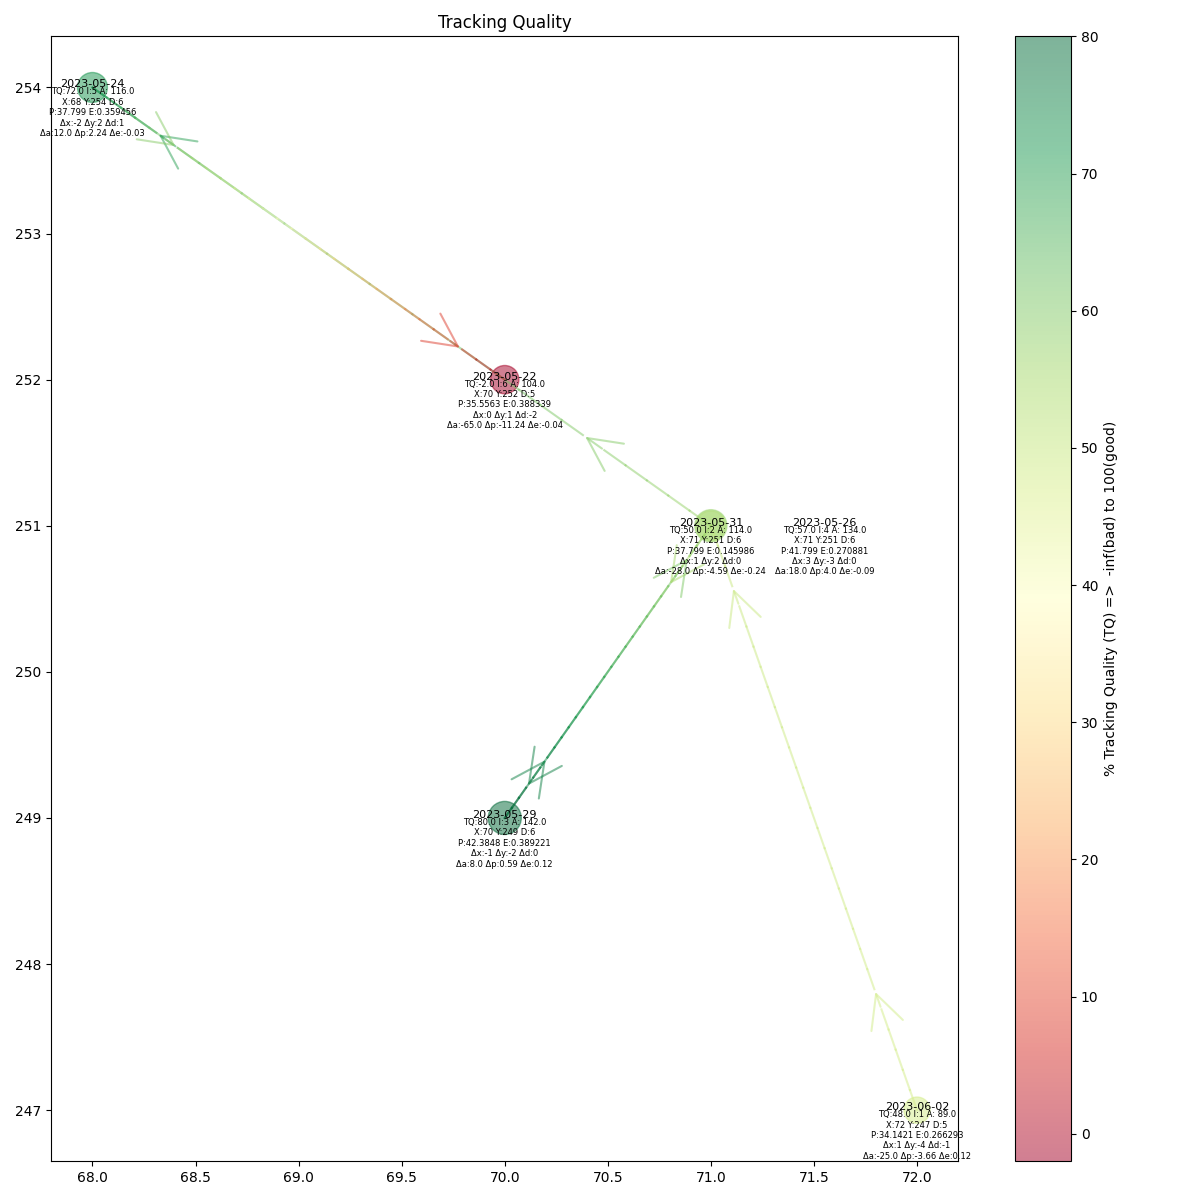 Tracking Quality
2023-05-24
TQ:72.0 I:5 A: 116.0
X:68 Y:254 D:6
P:37.799 E:0.359456
Δx:-2 Δy:2 Δd:1
Δa:12.0 Δp:2.24 Δe:-0.03
2023-05-22
TQ:-2.0 I:6 A: 104.0
X:70 Y:252 D:5
P:35.5563 E:0.388339
Δx:0 Δy:1 Δd:-2
Δa:-65.0 Δp:-11.24 Δe:-0.04
2023-05-31
TQ:50.0 I:2 A: 114.0
X:71 Y:251 D:6
P:37.799 E:0.145986
Δx:1 Δy:2 Δd:0
Δa:-28.0 Δp:-4.59 Δe:-0.24
2023-05-26
TQ:57.0 I:4 A: 134.0
X:71 Y:251 D:6
P:41.799 E:0.270881
Δx:3 Δy:-3 Δd:0
Δa:18.0 Δp:4.0 Δe:-0.09
2023-05-29
TQ:80.0 I:3 A: 142.0
X:70 Y:249 D:6
P:42.3848 E:0.389221
Δx:-1 Δy:-2 Δd:0
Δa:8.0 Δp:0.59 Δe:0.12
2023-06-02
TQ:48.0 I:1 A: 89.0
X:72 Y:247 D:5
P:34.1421 E:0.266293
Δx:1 Δy:-4 Δd:-1
Δa:-25.0 Δp:-3.66 Δe:0.12
254
253
252
251
250
249
248
247
68.0 68.5 69.0 69.5 70.0 70.5 71.0 71.5 72.0
80
70
60
50
40
30
20
10
0
% Tracking Quality (TQ) => -inf(bad) to 100(good)